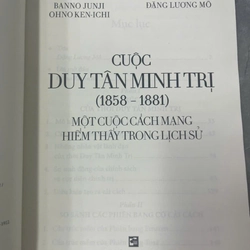 BANNO JUNJI ĐẶNG LƯƠNG MÔ
OHNO KEN-ICHI
CUỘC
DUY TÂN MINH TRỊ
(1858 - 1881)
MỘT CUỘC CÁCH MẠNG
HIẾM THẤY TRONG LỊCH SỬ